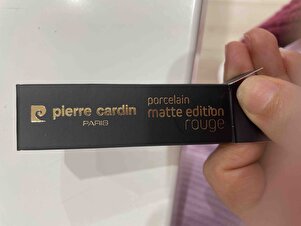 pierre cardin
PARIS
porcelain
matte edition
rouge